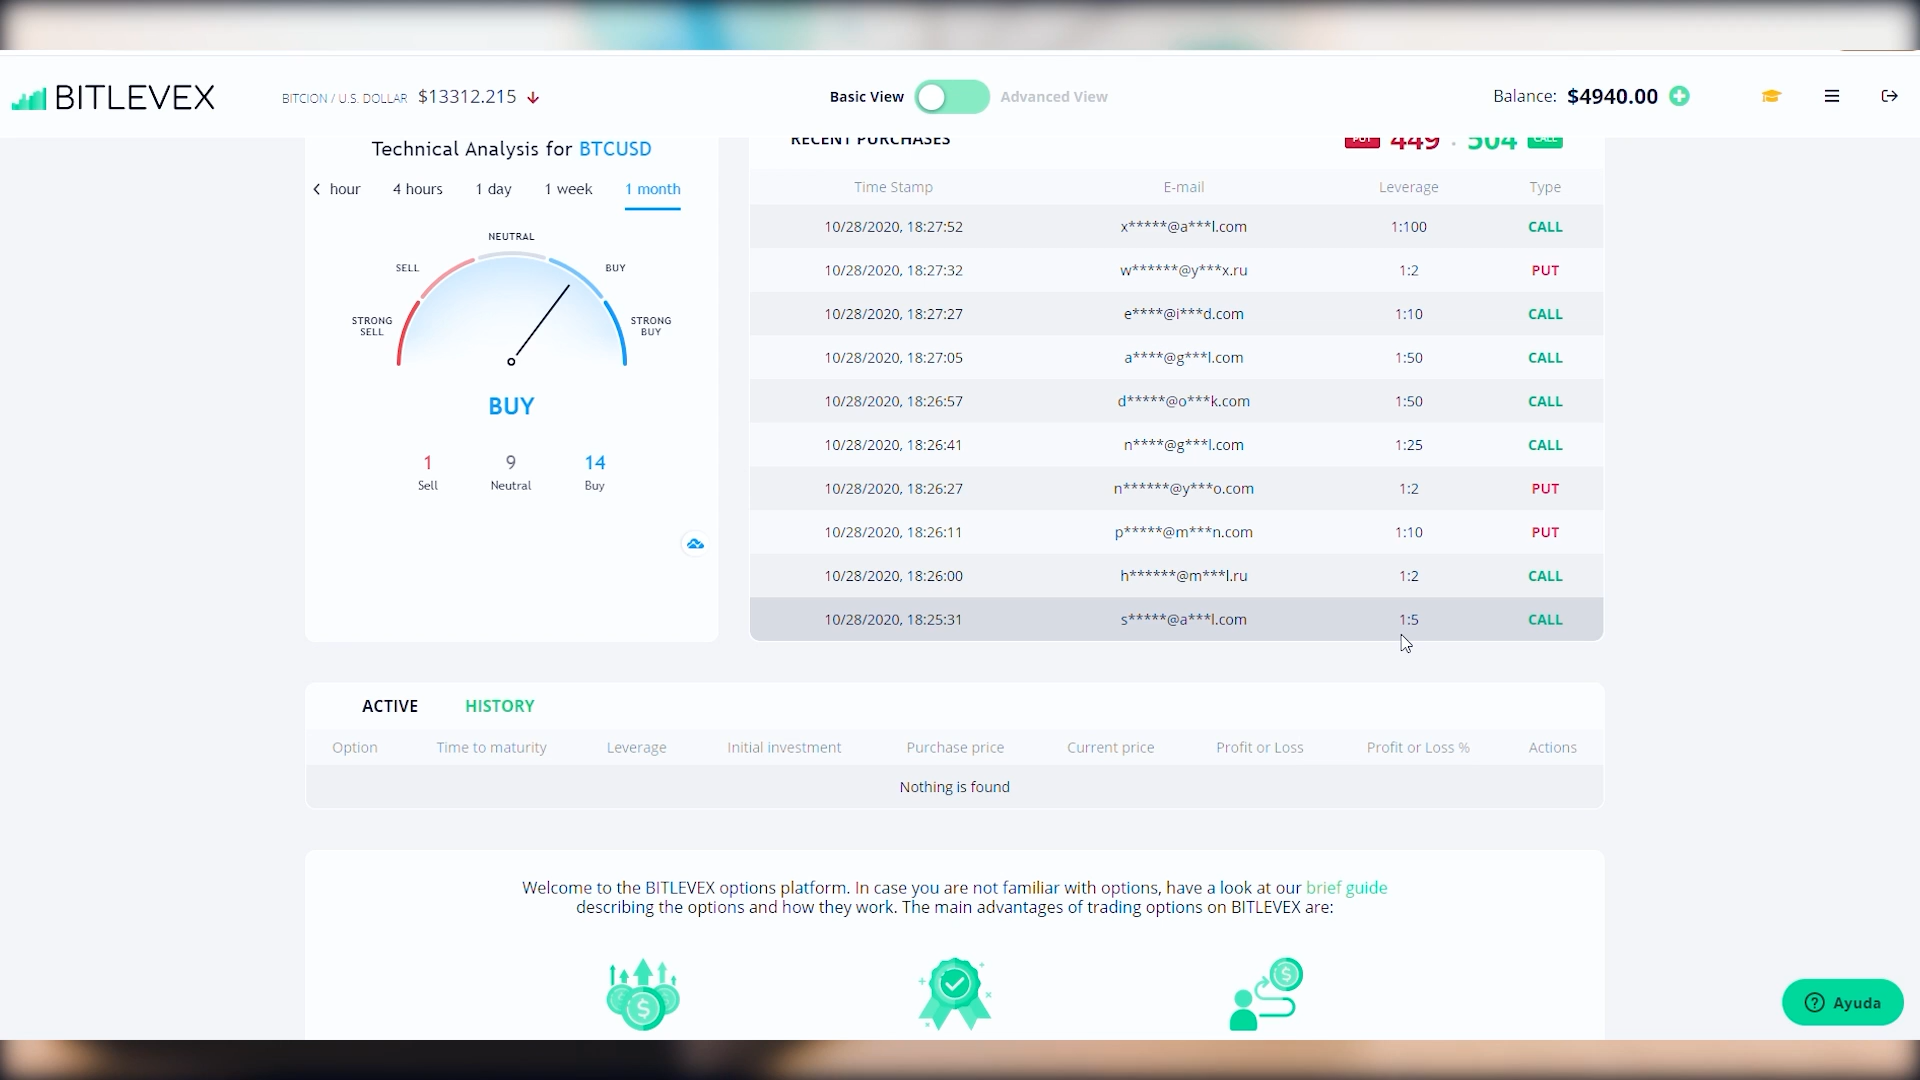 BITLEVEX
BITCION / U.S. DOLLAR $13312.215
Basic View Advanced View
Balance: $4940.00
Technical Analysis for BTCUSD
hour 4 hours 1 day 1 week 1 month
NEUTRAL
SELL BUY
STRONG SELL STRONG BUY
BUY
1 9 14
Sell Neutral Buy
RECENT PURCHASES PUT 449 . 504 CALL
Time Stamp E-mail Leverage Type
10/28/2020, 18:27:52 x*****@a***l.com 1:100 CALL
10/28/2020, 18:27:32 w******@y***x.ru 1:2 PUT
10/28/2020, 18:27:27 e****@i***d.com 1:10 CALL
10/28/2020, 18:27:05 a****@g***l.com 1:50 CALL
10/28/2020, 18:26:57 d*****@o***k.com 1:50 CALL
10/28/2020, 18:26:41 n****@g***l.com 1:25 CALL
10/28/2020, 18:26:27 n******@y***o.com 1:2 PUT
10/28/2020, 18:26:11 p*****@m***n.com 1:10 PUT
10/28/2020, 18:26:00 h******@m***l.ru 1:2 CALL
10/28/2020, 18:25:31 s*****@a***l.com 1:5 CALL
ACTIVE HISTORY
Option Time to maturity Leverage Initial investment Purchase price Current price Profit or Loss Profit or Loss % Actions
Nothing is found
Welcome to the BITLEVEX options platform. In case you are not familiar with options, have a look at our brief guide
describing the options and how they work. The main advantages of trading options on BITLEVEX are:
Ayuda